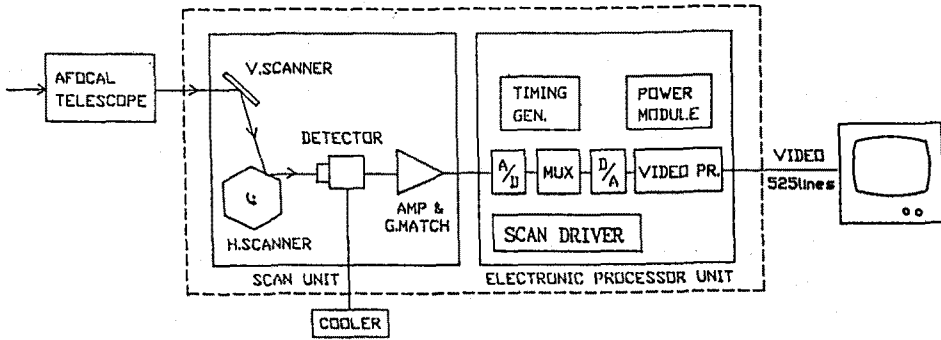 AFOCAL
TELESCOPE
V.SCANNER
DETECTOR
H.SCANNER
AMP &
G.MATCH
SCAN UNIT
COOLER
TIMING
GEN.
POWER
MODULE
A/D
MUX
D/A
VIDEO PR.
SCAN DRIVER
ELECTRONIC PROCESSOR UNIT
VIDEO
525lines